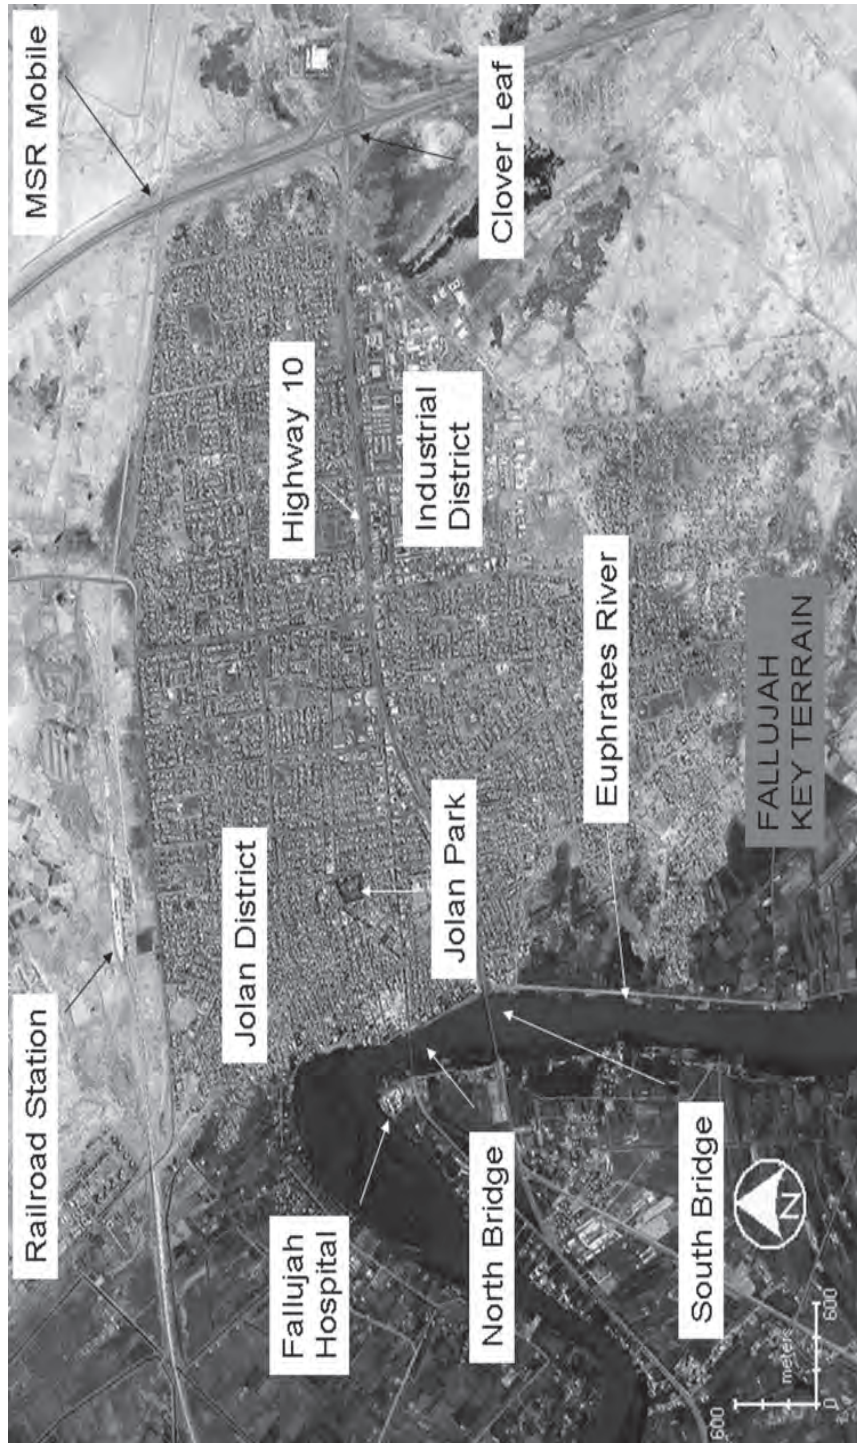 MSR Mobile
Railroad Station
Clover Leaf
Highway 10
Industrial
District
Jolan District
Jolan Park
Fallujah
Hospital
North Bridge
South Bridge
Euphrates River
FALLUJAH
KEY TERRAIN
N
600
meters
0
600